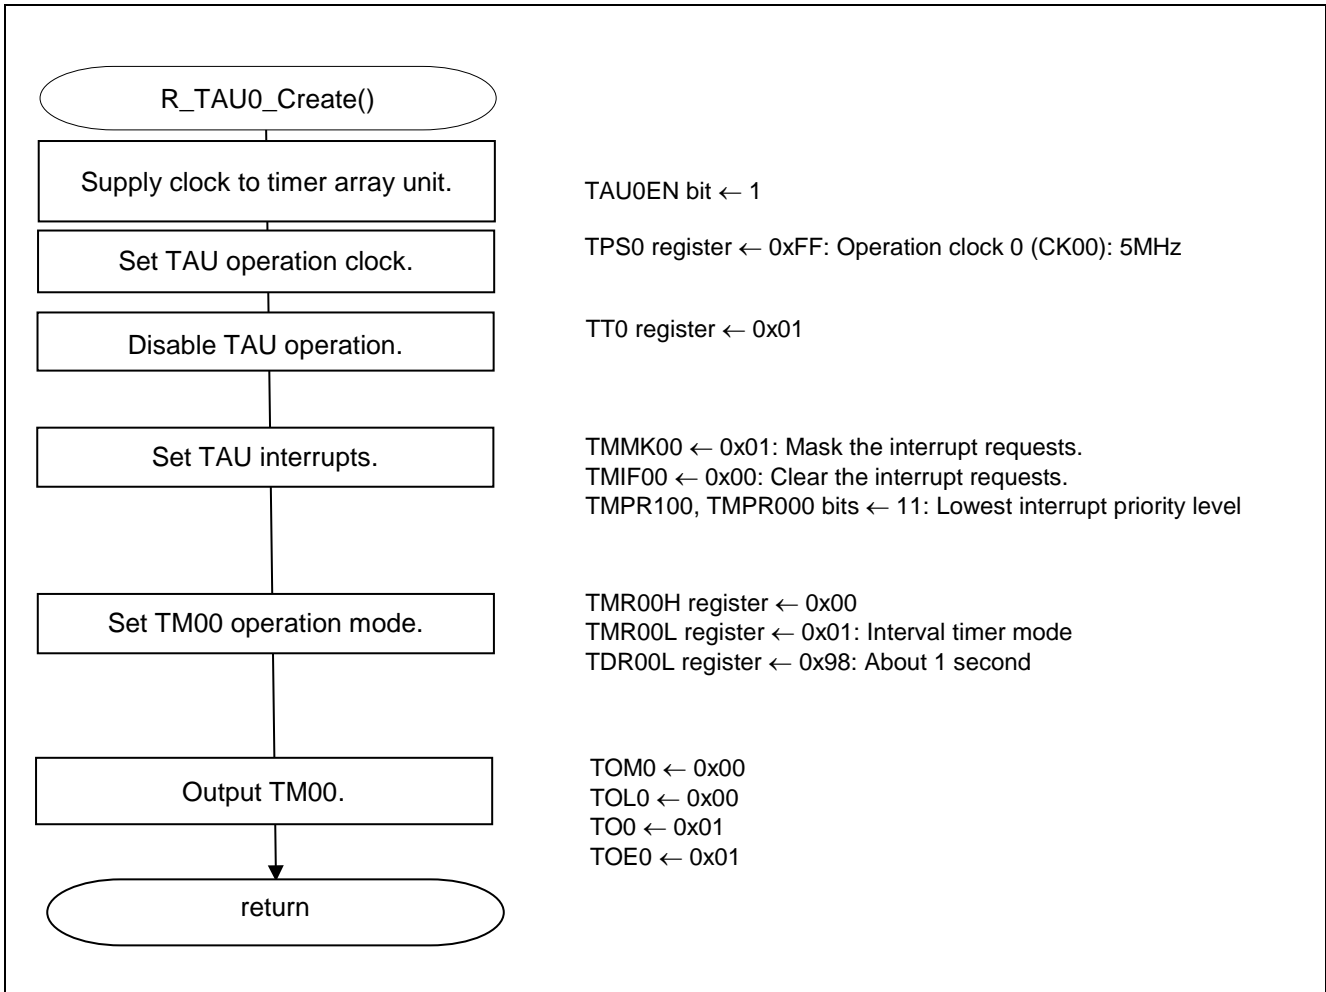 R_TAU0_Create()
Supply clock to timer array unit.
TAU0EN bit ← 1
Set TAU operation clock.
TPS0 register ← 0xFF: Operation clock 0 (CK00): 5MHz
Disable TAU operation.
TT0 register ← 0x01
Set TAU interrupts.
TMMK00 ← 0x01: Mask the interrupt requests.
TMIF00 ← 0x00: Clear the interrupt requests.
TMPR100, TMPR000 bits ← 11: Lowest interrupt priority level
Set TM00 operation mode.
TMR00H register ← 0x00
TMR00L register ← 0x01: Interval timer mode
TDR00L register ← 0x98: About 1 second
Output TM00.
TOM0 ← 0x00
TOL0 ← 0x00
TO0 ← 0x01
TOE0 ← 0x01
return